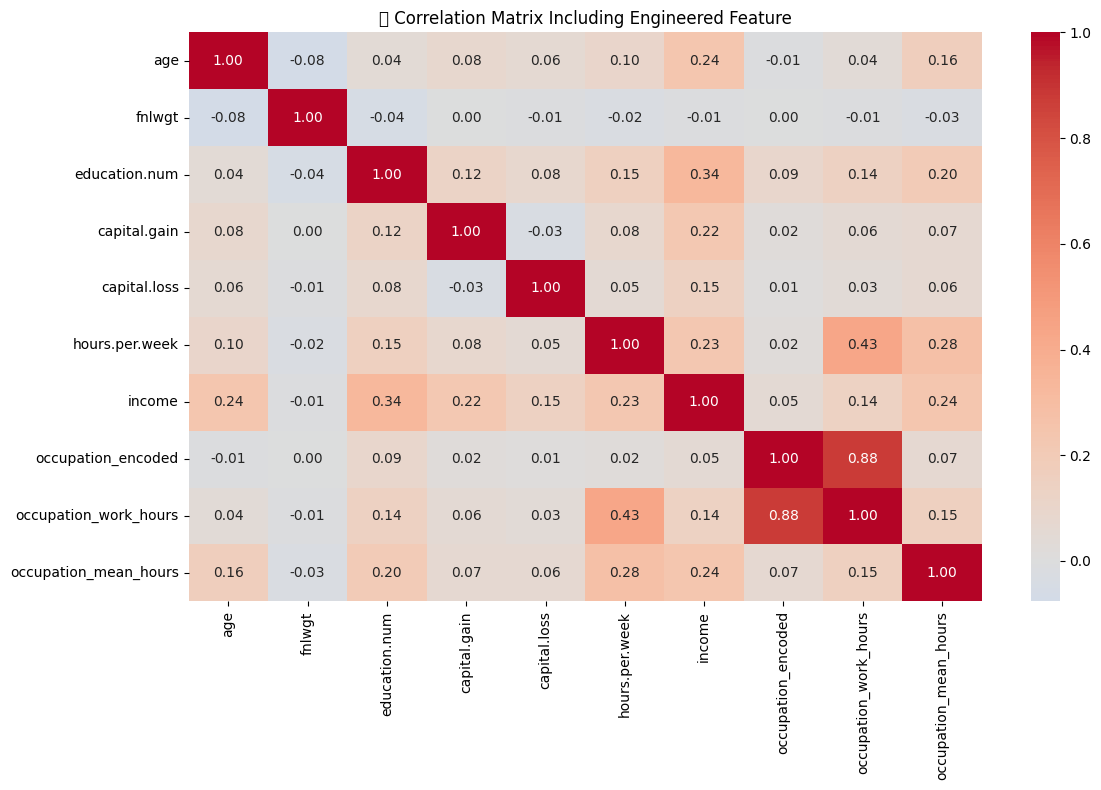 ▯ Correlation Matrix Including Engineered Feature
age 1.00 -0.08 0.04 0.08 0.06 0.10 0.24 -0.01 0.04 0.16
fnlwgt -0.08 1.00 -0.04 0.00 -0.01 -0.02 -0.01 0.00 -0.01 -0.03
education.num 0.04 -0.04 1.00 0.12 0.08 0.15 0.34 0.09 0.14 0.20
capital.gain 0.08 0.00 0.12 1.00 -0.03 0.08 0.22 0.02 0.06 0.07
capital.loss 0.06 -0.01 0.08 -0.03 1.00 0.05 0.15 0.01 0.03 0.06
hours.per.week 0.10 -0.02 0.15 0.08 0.05 1.00 0.23 0.02 0.43 0.28
income 0.24 -0.01 0.34 0.22 0.15 0.23 1.00 0.05 0.14 0.24
occupation_encoded -0.01 0.00 0.09 0.02 0.01 0.02 0.05 1.00 0.88 0.07
occupation_work_hours 0.04 -0.01 0.14 0.06 0.03 0.43 0.14 0.88 1.00 0.15
occupation_mean_hours 0.16 -0.03 0.20 0.07 0.06 0.28 0.24 0.07 0.15 1.00
age
fnlwgt
education.num
capital.gain
capital.loss
hours.per.week
income
occupation_encoded
occupation_work_hours
occupation_mean_hours
1.0
0.8
0.6
0.4
0.2
0.0